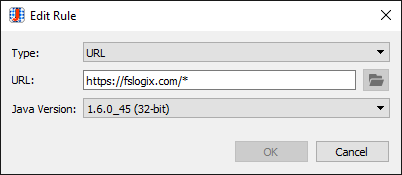 Edit Rule
Type: URL
URL: https://fslogix.com/*
Java Version: 1.6.0_45 (32-bit)
OK Cancel